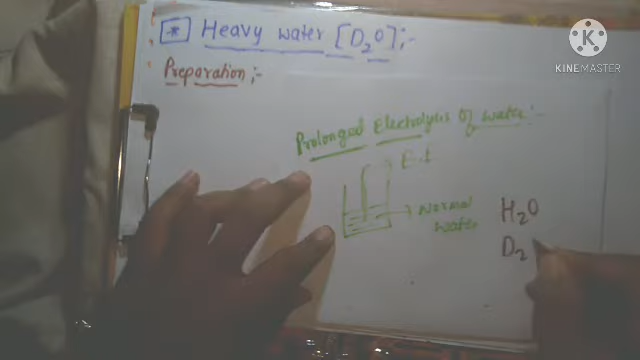 * Heavy water [D2O];-
Preparation ;-
Prolonged Electrolysis of water :-
Normal
water
H2O
D2
KINEMASTER